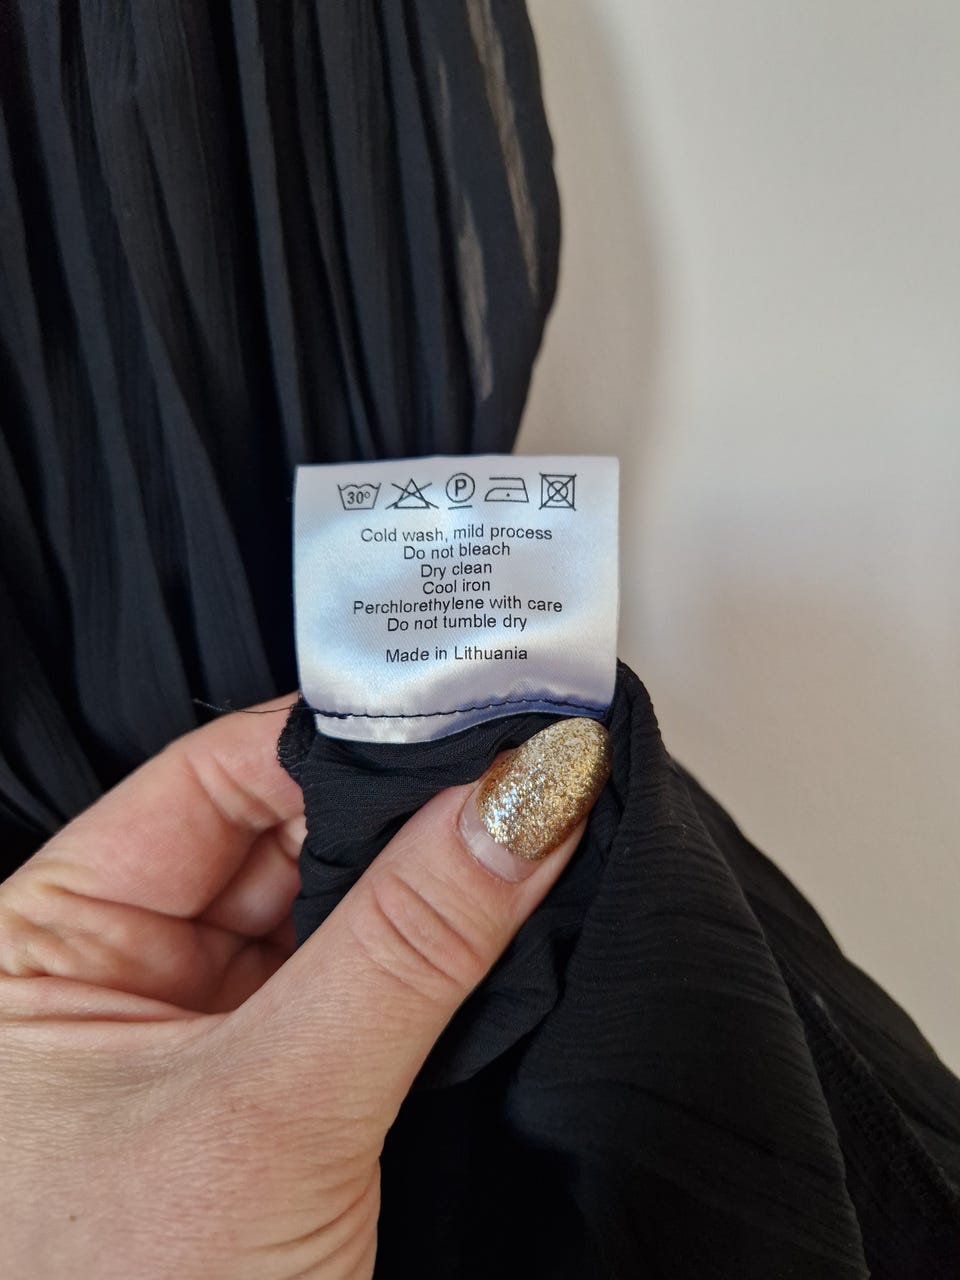 30° P
Cold wash, mild process
Do not bleach
Dry clean
Cool iron
Perchlorethylene with care
Do not tumble dry
Made in Lithuania